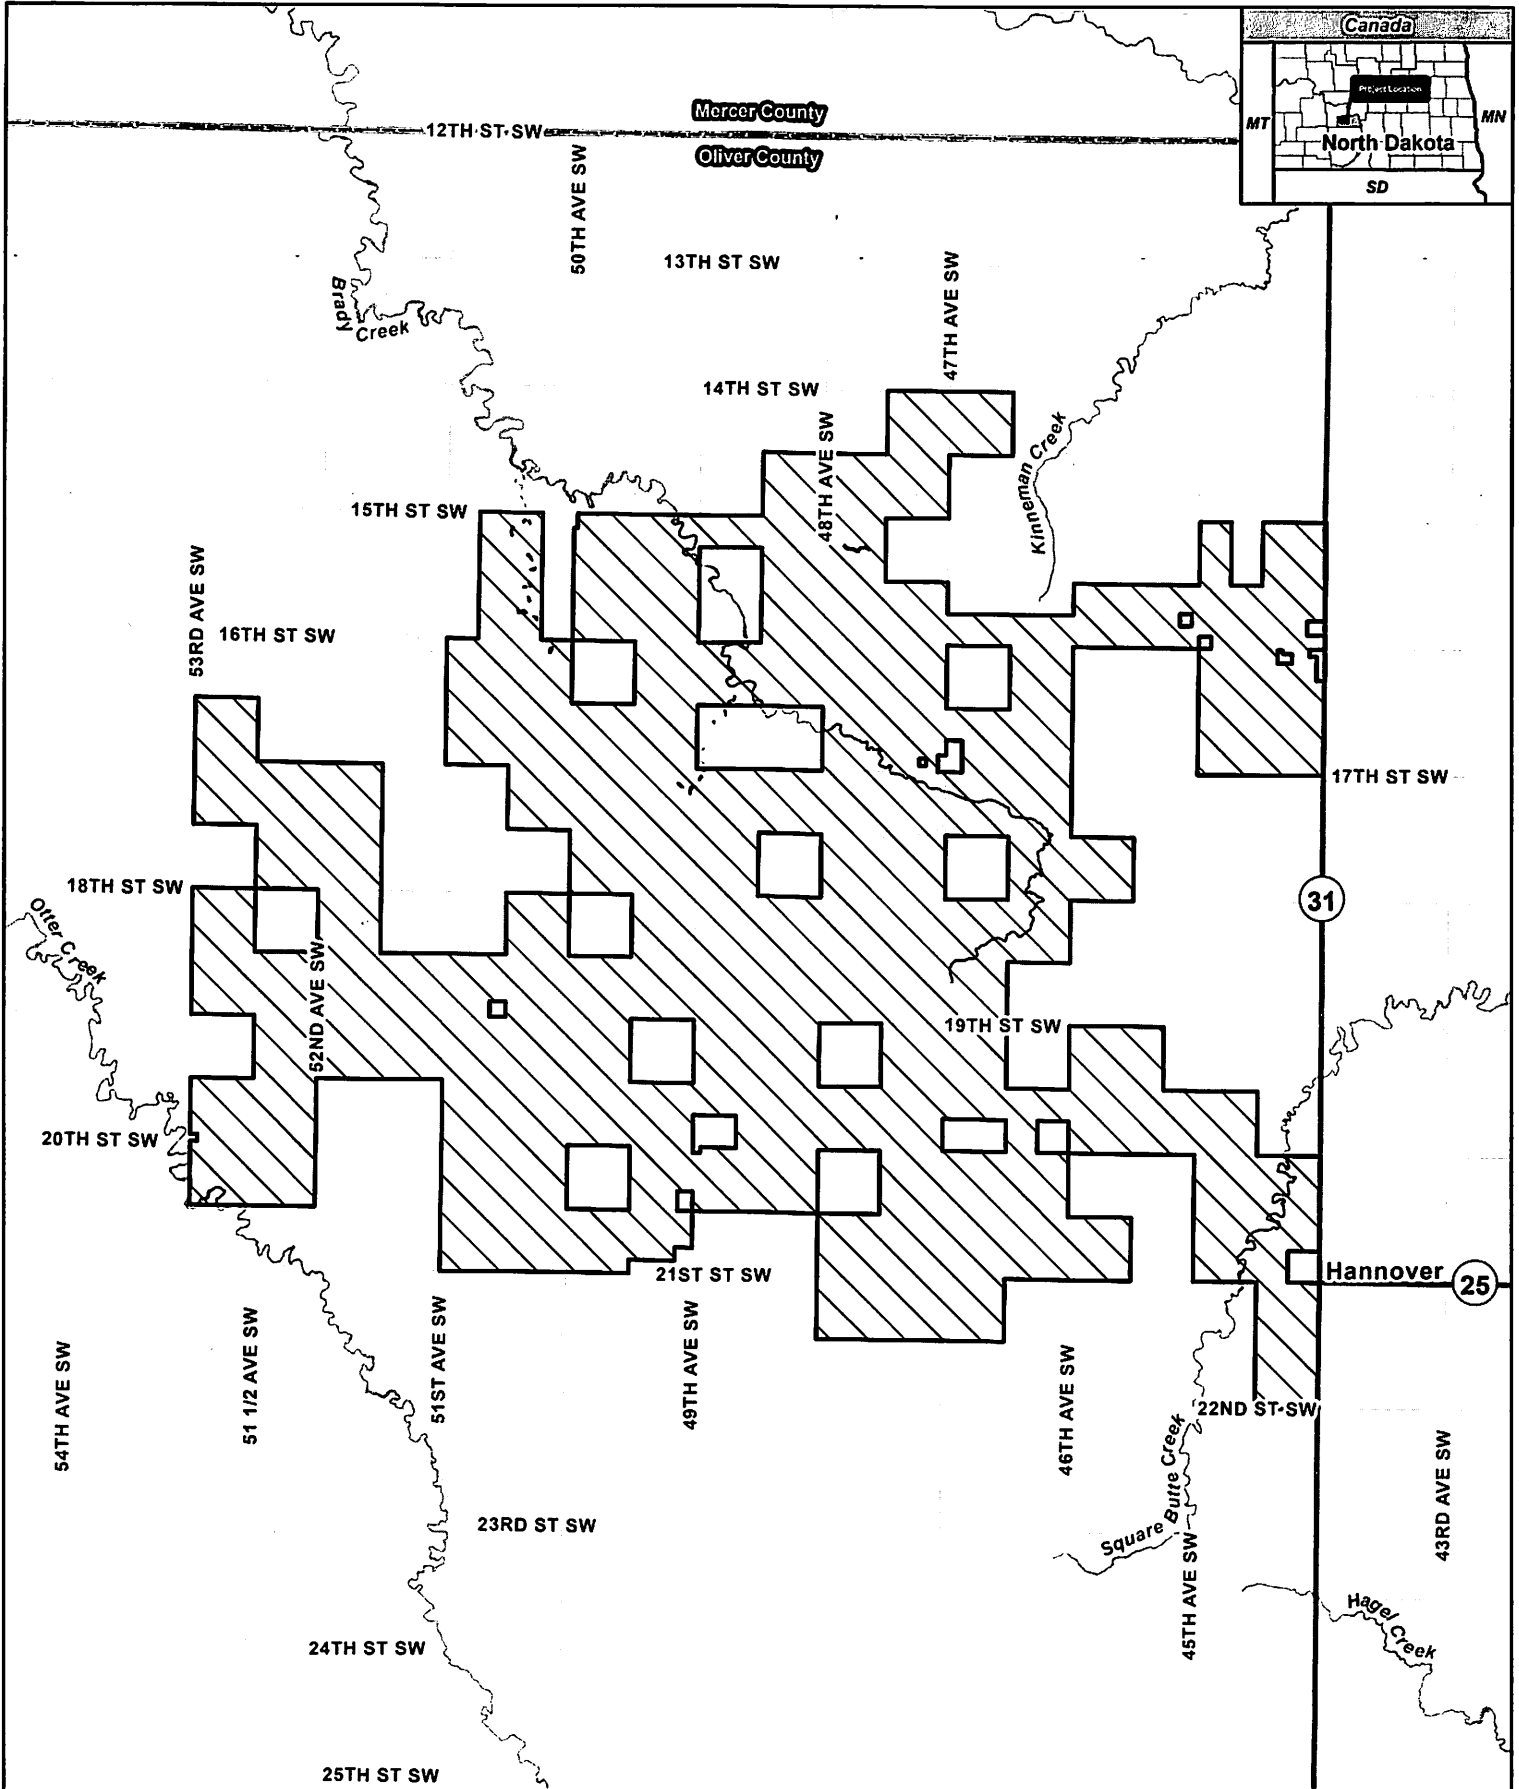 Canada
Project Location
MT
MN
North Dakota
SD
Mercer County
12TH ST SW
Oliver County
50TH AVE SW
13TH ST SW
47TH AVE SW
Brady
Creek
14TH ST SW
48TH AVE SW
Kinneman Creek
15TH ST SW
53RD AVE SW
16TH ST SW
17TH ST SW
18TH ST SW
31
Otter Creek
52ND AVE SW
19TH ST SW
20TH ST SW
21ST ST SW
Hannover
25
54TH AVE SW
51 1/2 AVE SW
51ST AVE SW
49TH AVE SW
46TH AVE SW
22ND ST SW
43RD AVE SW
Square Butte Creek
23RD ST SW
45TH AVE SW
Hagel Creek
24TH ST SW
25TH ST SW